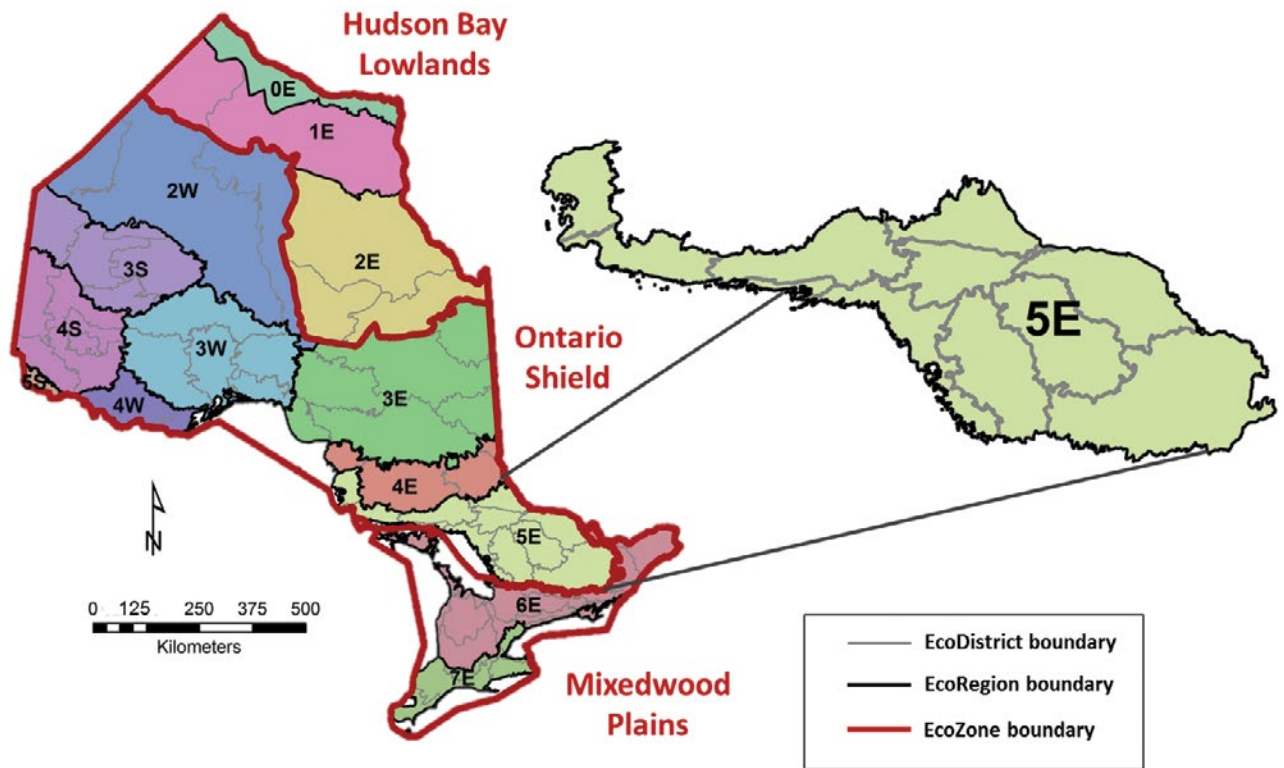 Hudson Bay
Lowlands
0E
1E
2W
2E
3S
4S
3W
5S
4W
3E
Ontario
Shield
4E
5E
5E
6E
7E
Mixedwood
Plains
N
0 125 250 375 500
Kilometers
EcoDistrict boundary
EcoRegion boundary
EcoZone boundary